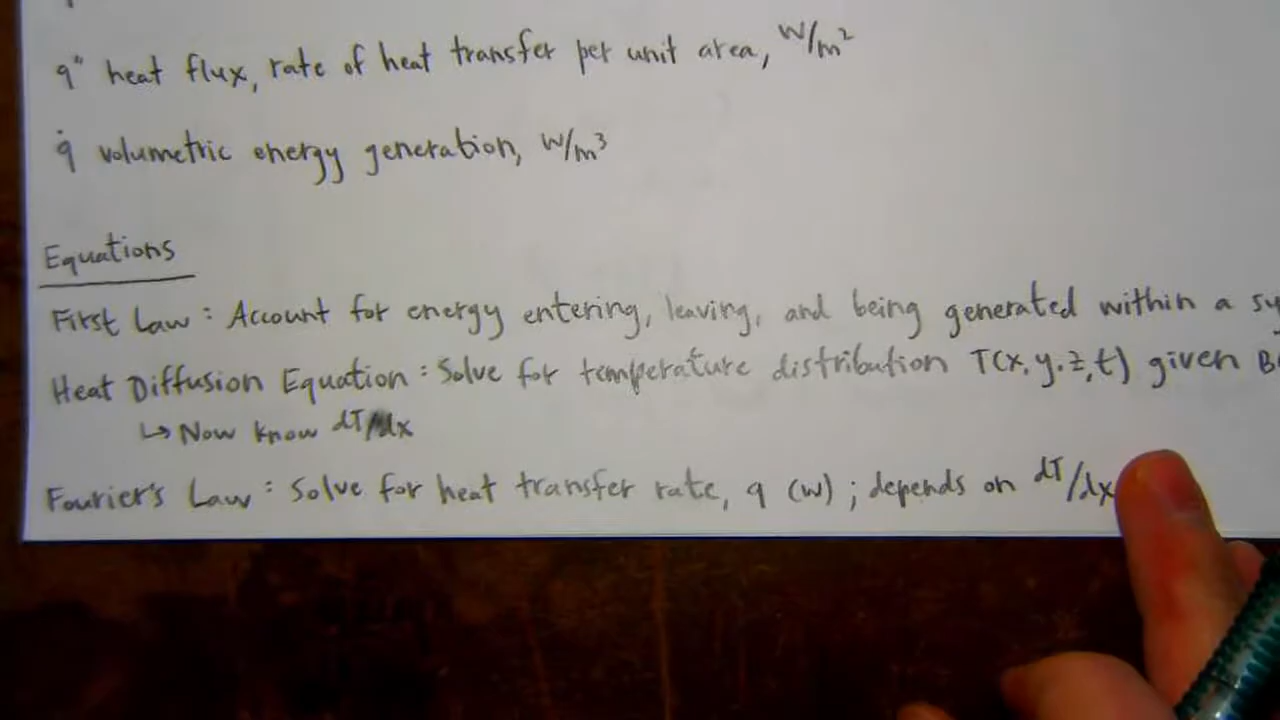 q" heat flux, rate of heat transfer per unit area, W/m²
q̇ volumetric energy generation, W/m³
Equations
First Law: Account for energy entering, leaving, and being generated within a
Heat Diffusion Equation: Solve for temperature distribution T(x,y,z,t) given
↳ Now know dT/dx
Fourier's Law: Solve for heat transfer rate, q (W); depends on dT/dx